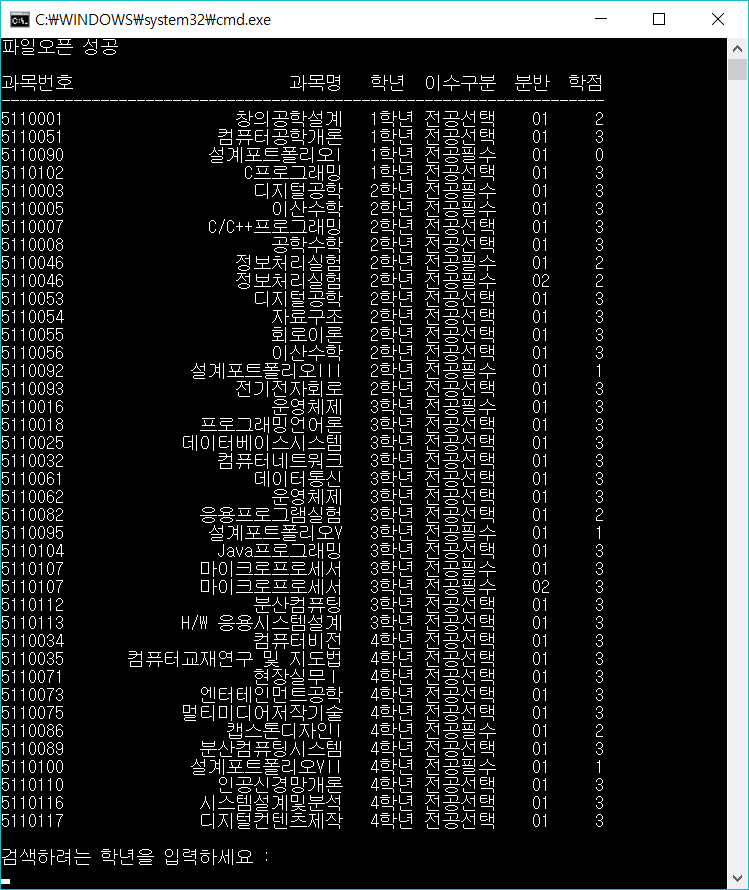 C:\WINDOWS\system32\cmd.exe
파일오픈 성공
과목번호 과목명 학년 이수구분 분반 학점
5110001 창의공학설계 1학년 전공선택 01 2
5110051 컴퓨터공학개론 1학년 전공선택 01 3
5110090 설계포트폴리오I 1학년 전공필수 01 0
5110102 C프로그래밍 1학년 전공선택 01 3
5110003 디지털공학 2학년 전공필수 01 3
5110005 이산수학 2학년 전공필수 01 3
5110007 C/C++프로그래밍 2학년 전공선택 01 3
5110008 공학수학 2학년 전공선택 01 3
5110046 정보처리실험 2학년 전공필수 01 2
5110046 정보처리실험 2학년 전공필수 02 2
5110053 디지털공학 2학년 전공선택 01 3
5110054 자료구조 2학년 전공선택 01 3
5110055 회로이론 2학년 전공선택 01 3
5110056 이산수학 2학년 전공선택 01 3
5110092 설계포트폴리오III 2학년 전공필수 01 1
5110093 전기전자회로 2학년 전공선택 01 3
5110016 운영체제 3학년 전공필수 01 3
5110018 프로그래밍언어론 3학년 전공선택 01 3
5110025 데이터베이스시스템 3학년 전공선택 01 3
5110032 컴퓨터네트워크 3학년 전공선택 01 3
5110061 데이터통신 3학년 전공선택 01 3
5110062 운영체제 3학년 전공선택 01 3
5110082 응용프로그램실험 3학년 전공선택 01 2
5110095 설계포트폴리오V 3학년 전공필수 01 1
5110104 Java프로그래밍 3학년 전공선택 01 3
5110107 마이크로프로세서 3학년 전공필수 01 3
5110107 마이크로프로세서 3학년 전공필수 02 3
5110112 분산컴퓨팅 3학년 전공선택 01 3
5110113 H/W 응용시스템설계 3학년 전공선택 01 3
5110034 컴퓨터비전 4학년 전공선택 01 3
5110035 컴퓨터교재연구 및 지도법 4학년 전공선택 01 3
5110071 현장실무I 4학년 전공선택 01 3
5110073 엔터테인먼트공학 4학년 전공선택 01 3
5110075 멀티미디어저작기술 4학년 전공선택 01 3
5110086 캡스톤디자인I 4학년 전공필수 01 2
5110089 분산컴퓨팅시스템 4학년 전공선택 01 3
5110100 설계포트폴리오VII 4학년 전공필수 01 1
5110110 인공신경망개론 4학년 전공선택 01 3
5110116 시스템설계및분석 4학년 전공선택 01 3
5110117 디지털컨텐츠제작 4학년 전공선택 01 3
검색하려는 학년을 입력하세요 :